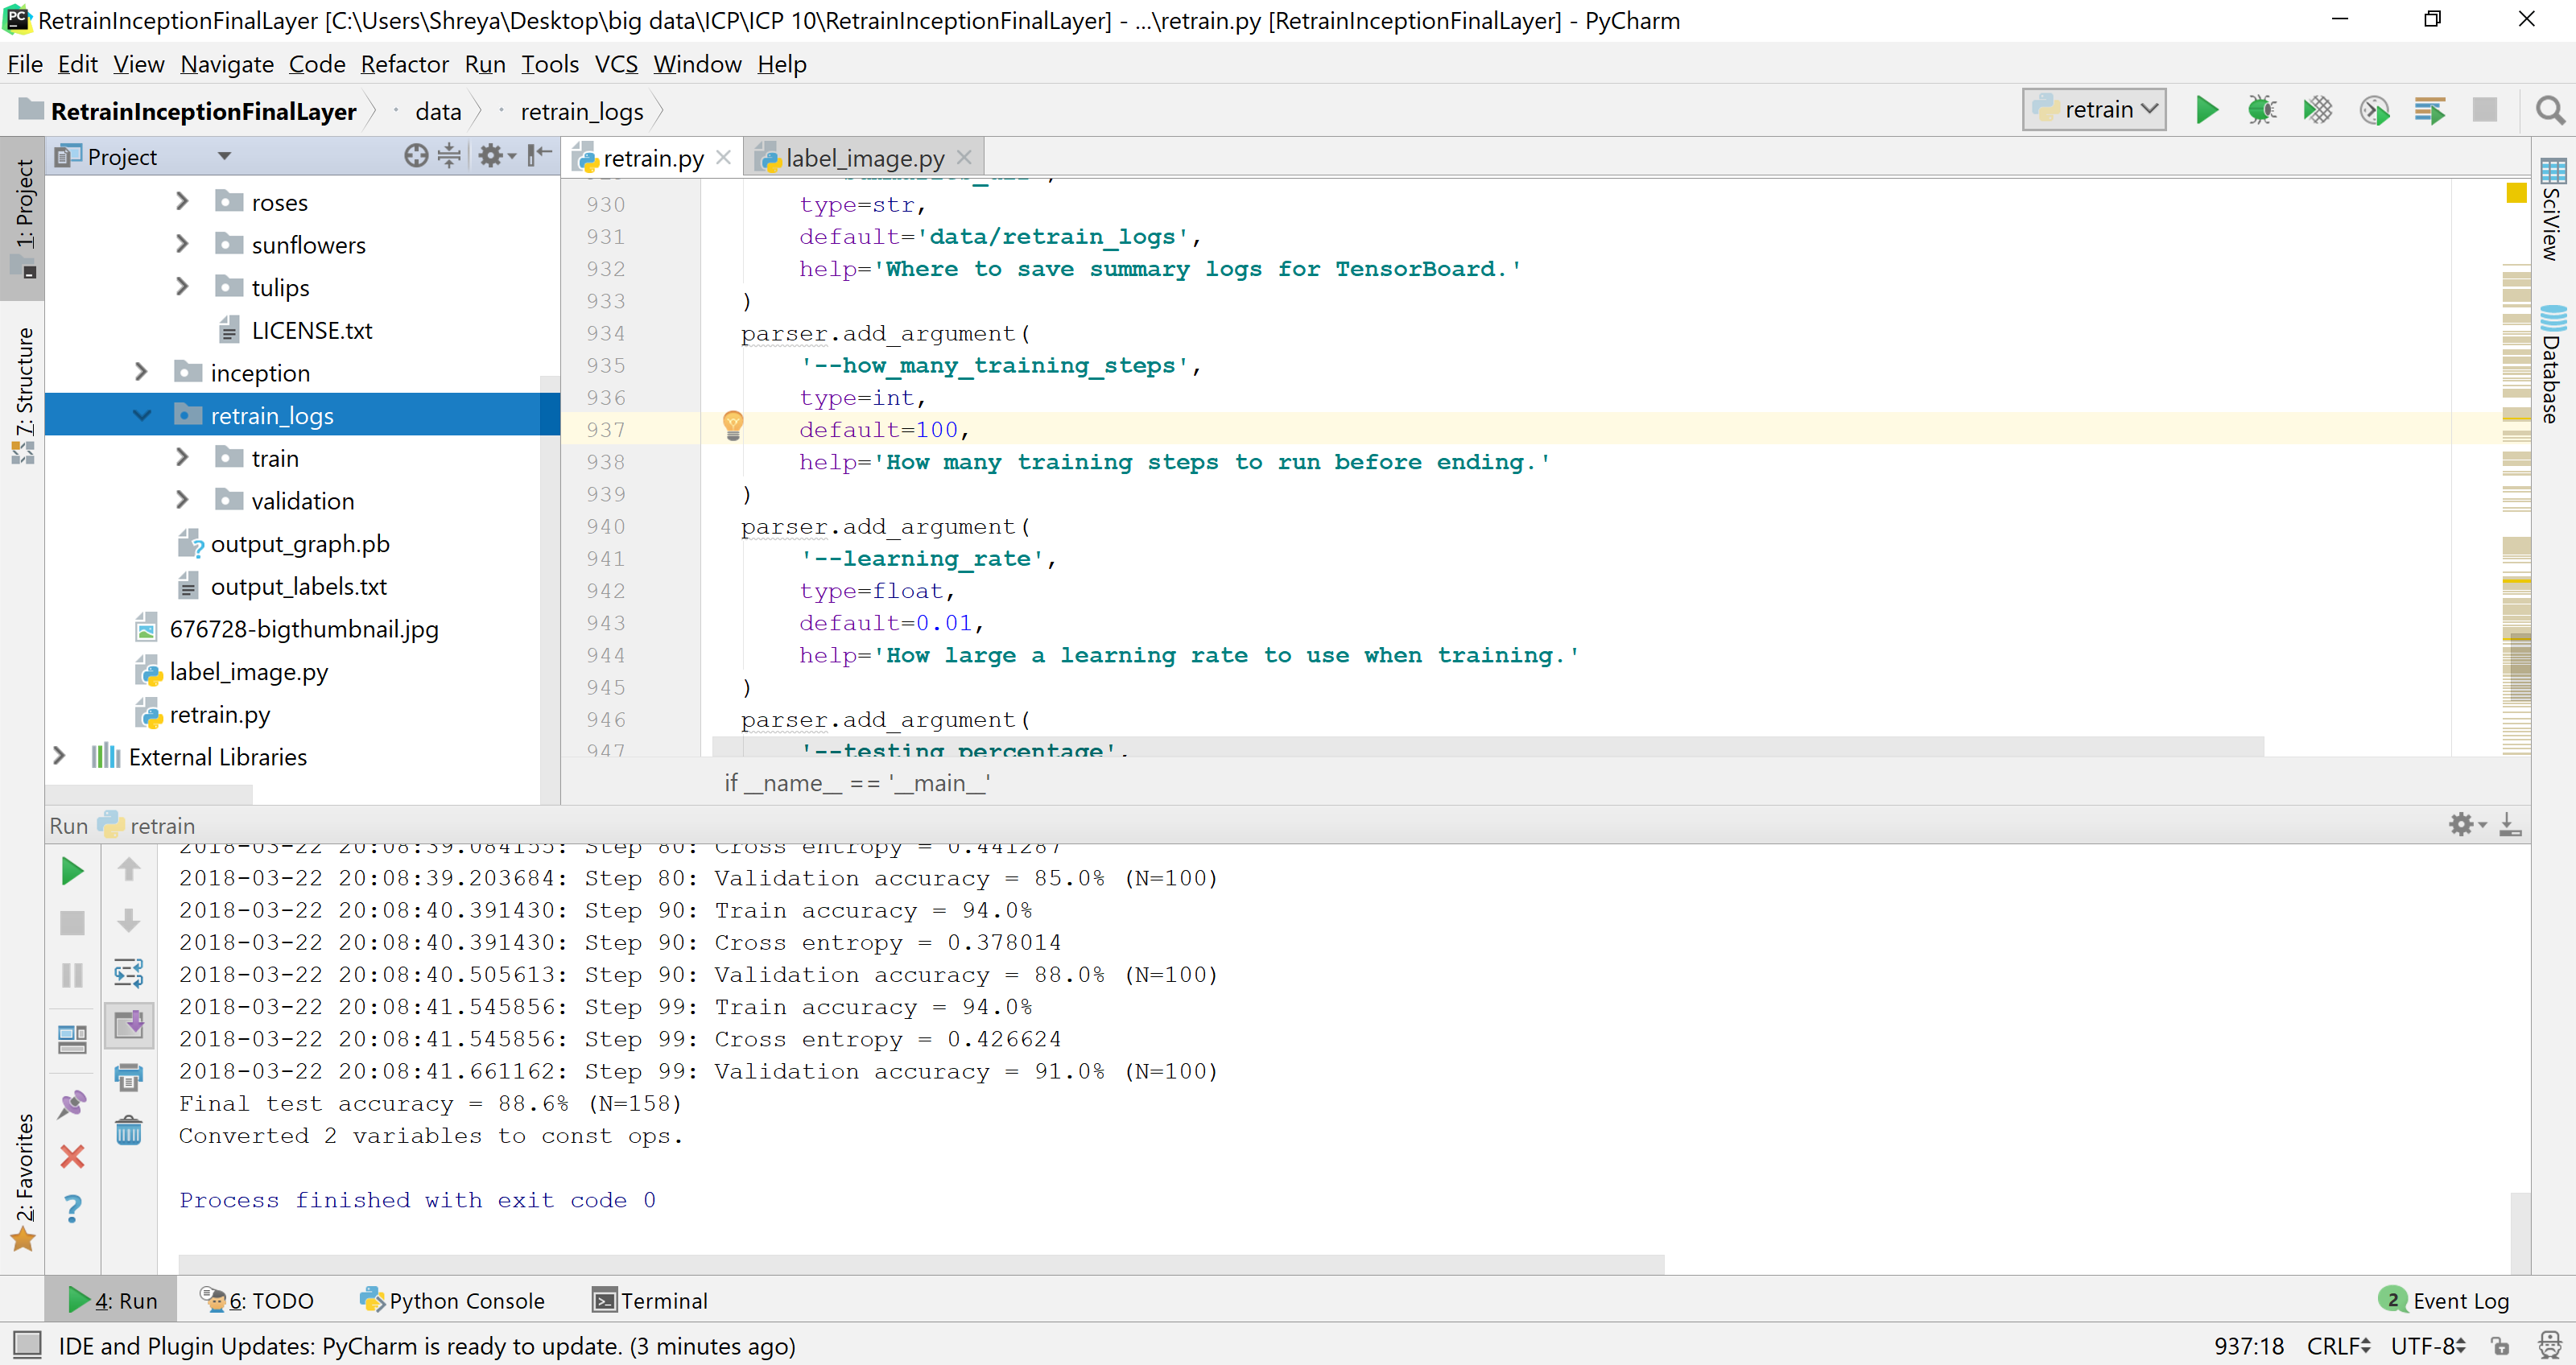 RetrainInceptionFinalLayer [C:\Users\Shreya\Desktop\big data\ICP\ICP 10\RetrainInceptionFinalLayer] - ...\retrain.py [RetrainInceptionFinalLayer] - PyCharm
File Edit View Navigate Code Refactor Run Tools VCS Window Help
RetrainInceptionFinalLayer data retrain_logs
retrain
Project
retrain.py
label_image.py
1: Project
7: Structure
2: Favorites
roses
sunflowers
tulips
LICENSE.txt
inception
retrain_logs
train
validation
output_graph.pb
output_labels.txt
676728-bigthumbnail.jpg
label_image.py
retrain.py
External Libraries
930 type=str,
931 default='data/retrain_logs',
932 help='Where to save summary logs for TensorBoard.'
933 )
934 parser.add_argument(
935 '--how_many_training_steps',
936 type=int,
937 default=100,
938 help='How many training steps to run before ending.'
939 )
940 parser.add_argument(
941 '--learning_rate',
942 type=float,
943 default=0.01,
944 help='How large a learning rate to use when training.'
945 )
946 parser.add_argument(
947 '--testing_percentage',
if __name__ == '__main__'
SciView
Database
Run retrain
2018-03-22 20:08:39.084155: Step 80: Cross entropy = 0.441287
2018-03-22 20:08:39.203684: Step 80: Validation accuracy = 85.0% (N=100)
2018-03-22 20:08:40.391430: Step 90: Train accuracy = 94.0%
2018-03-22 20:08:40.391430: Step 90: Cross entropy = 0.378014
2018-03-22 20:08:40.505613: Step 90: Validation accuracy = 88.0% (N=100)
2018-03-22 20:08:41.545856: Step 99: Train accuracy = 94.0%
2018-03-22 20:08:41.545856: Step 99: Cross entropy = 0.426624
2018-03-22 20:08:41.661162: Step 99: Validation accuracy = 91.0% (N=100)
Final test accuracy = 88.6% (N=158)
Converted 2 variables to const ops.
Process finished with exit code 0
4: Run 6: TODO Python Console Terminal 2 Event Log
IDE and Plugin Updates: PyCharm is ready to update. (3 minutes ago) 937:18 CRLF UTF-8